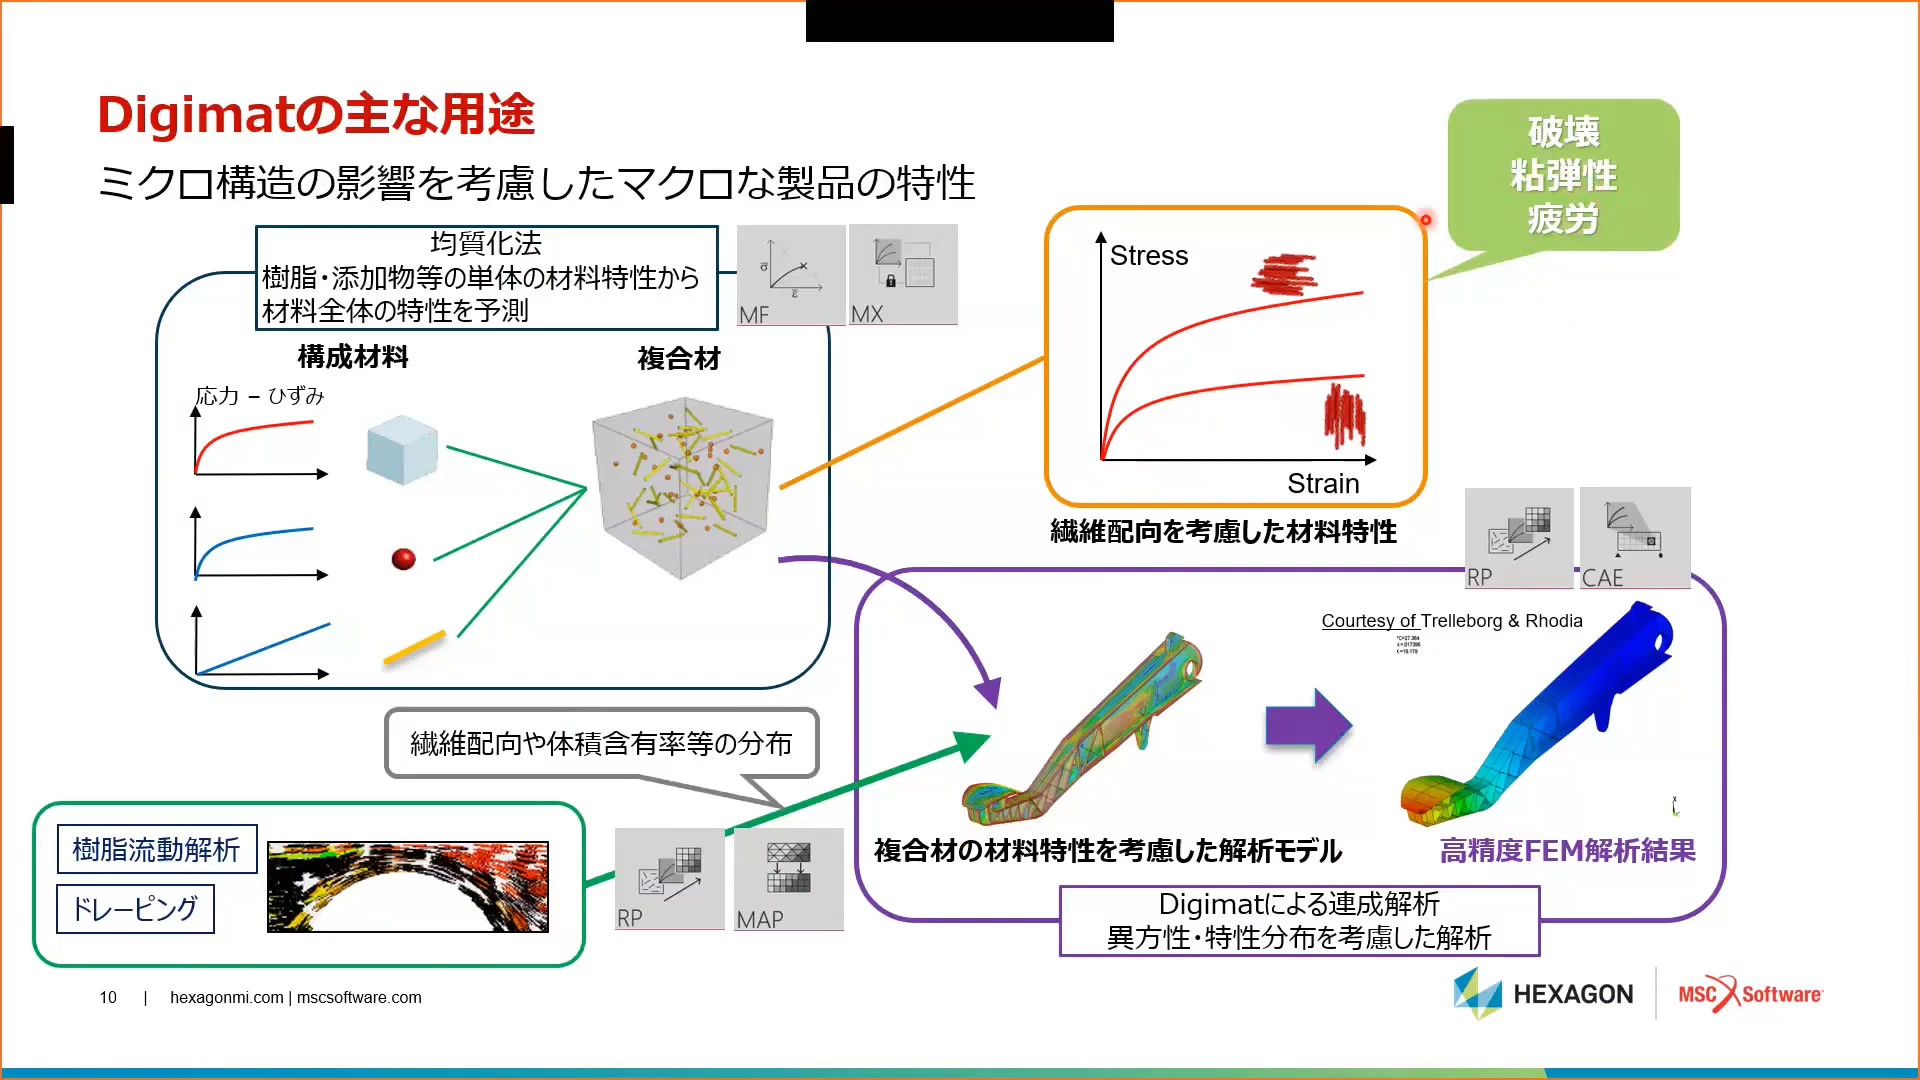 Digimatの主な用途
ミクロ構造の影響を考慮したマクロな製品の特性
破壊
粘弾性
疲労
均質化法
樹脂・添加物等の単体の材料特性から
材料全体の特性を予測
MF
MX
構成材料
複合材
応力 – ひずみ
Stress
Strain
繊維配向を考慮した材料特性
RP
CAE
Courtesy of Trelleborg & Rhodia
繊維配向や体積含有率等の分布
樹脂流動解析
ドレーピング
RP
MAP
複合材の材料特性を考慮した解析モデル
高精度FEM解析結果
Digimatによる連成解析
異方性・特性分布を考慮した解析
10 | hexagonmi.com | mscsoftware.com
HEXAGON
MSC Software